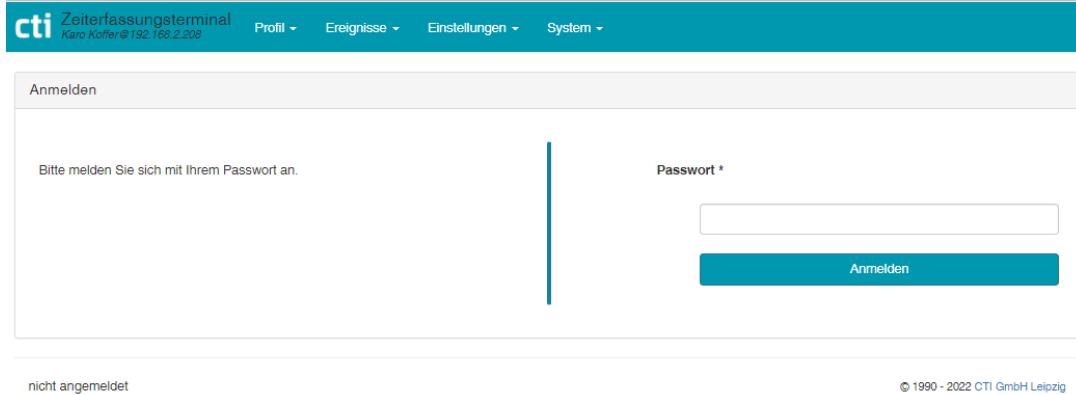 cti Zeiterfassungsterminal Profil Ereignisse Einstellungen System
Karo Koffer@192.168.2.208
Anmelden
Bitte melden Sie sich mit Ihrem Passwort an. Passwort *
Anmelden
nicht angemeldet © 1990 - 2022 CTI GmbH Leipzig